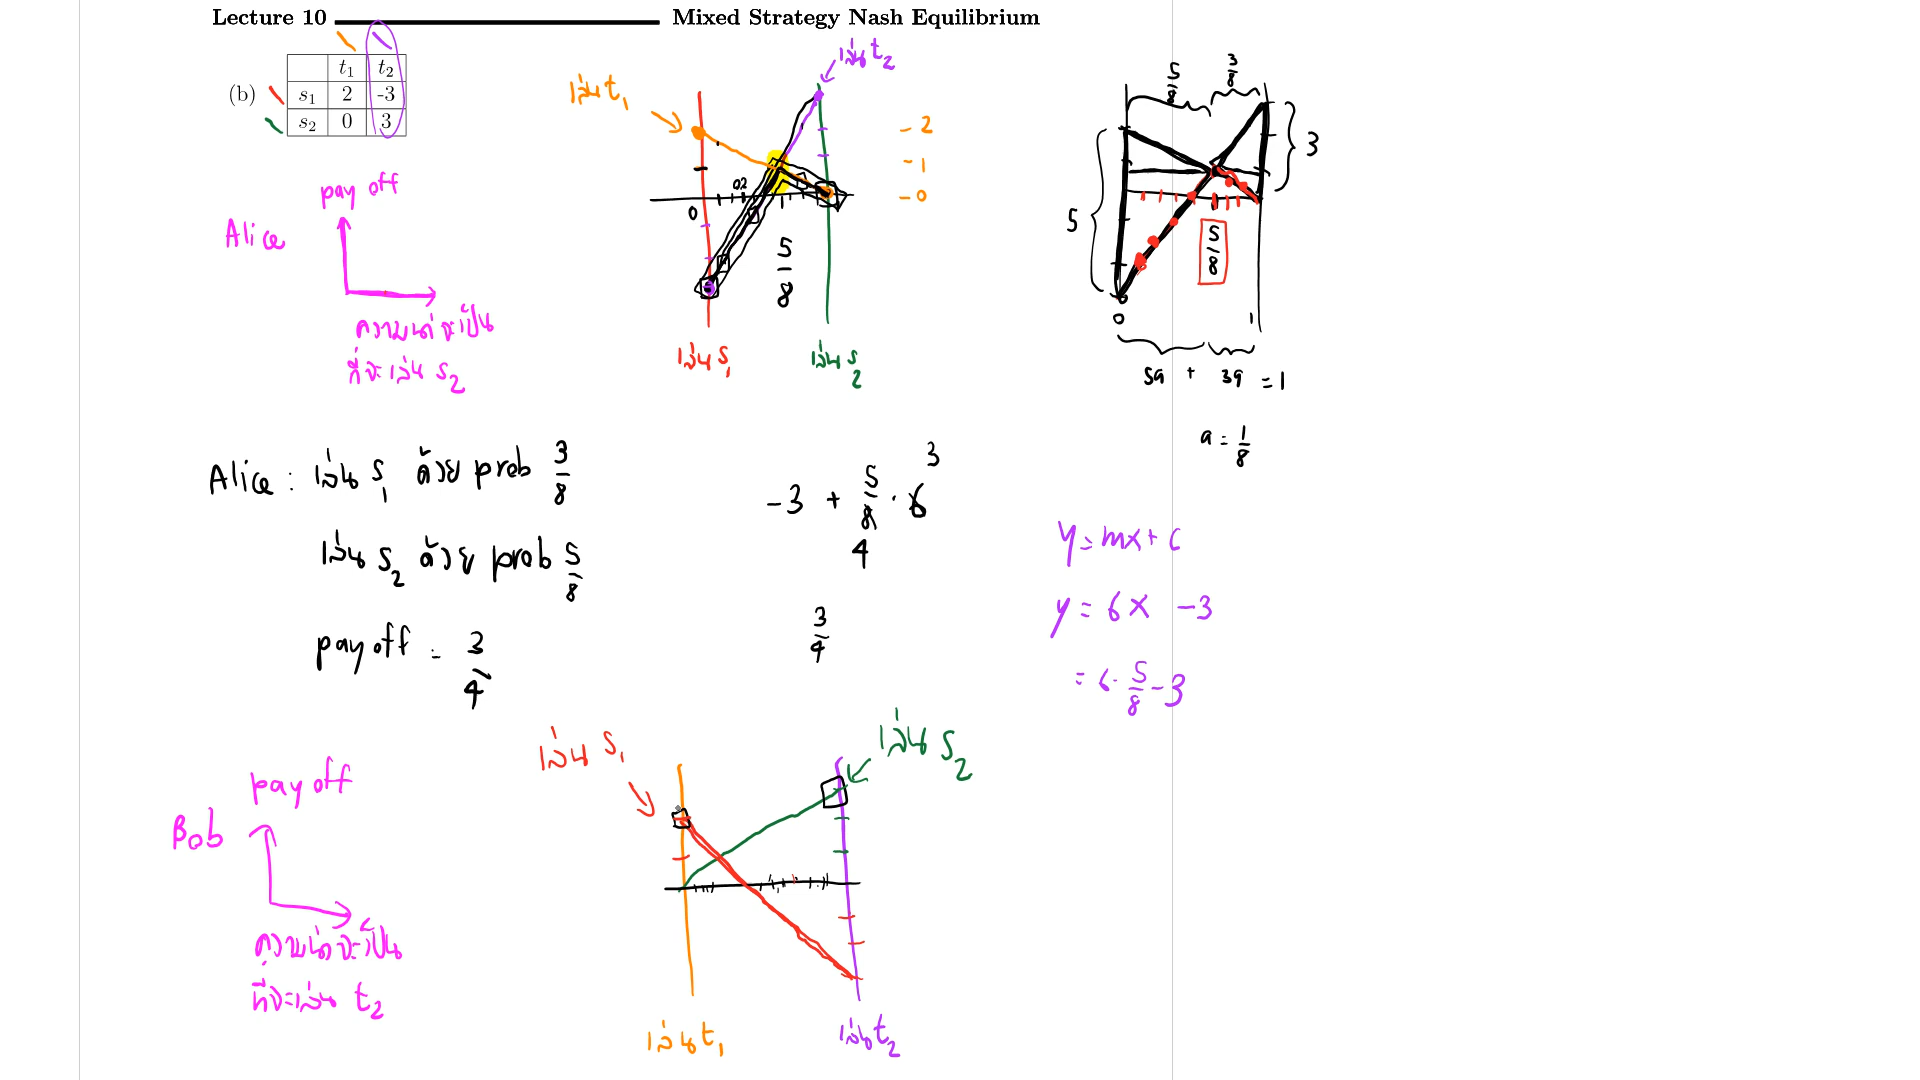 Lecture 10 Mixed Strategy Nash Equilibrium
(b)
t1 t2
s1 2 -3
s2 0 3
เล่น t1
เล่น t2
- 2
- 1
- 0
0.2
0
5/8
เล่น s1
เล่น s2
Alice
pay off
ความน่าจะเป็น
ที่จะเล่น s2
5/8 3/8
5
3
5/8
0 1
5a + 3a = 1
a = 1/8
Alice : เล่น s1 ด้วย prob 3/8
เล่น s2 ด้วย prob 5/8
pay off = 3/4
-3 + 5/8 · 6
4 3
3/4
y = mx + c
y = 6x - 3
= 6 · 5/8 - 3
Bob
pay off
ความน่าจะเป็น
ที่จะเล่น t2
เล่น s1
เล่น s2
เล่น t1
เล่น t2